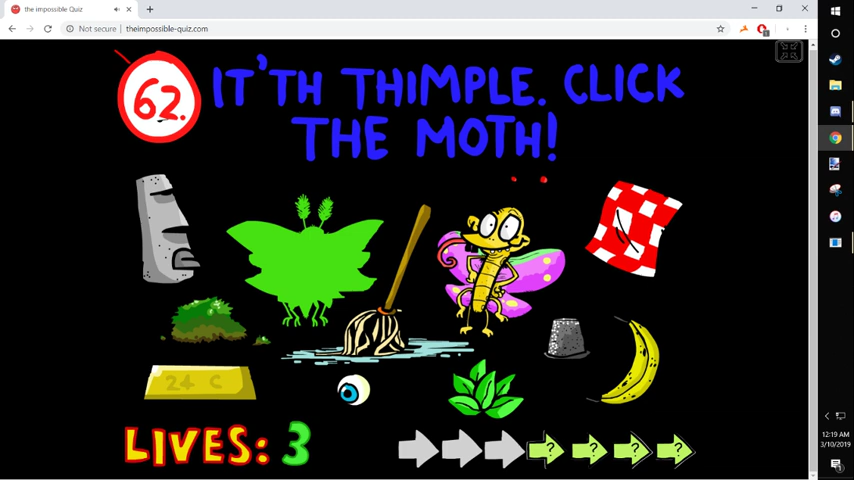 the impossible Quiz
Not secure
theimpossible-quiz.com
62.
IT'TH THIMPLE. CLICK
THE MOTH!
24 C
LIVES: 3
? ? ? ?
12:19 AM
3/10/2019